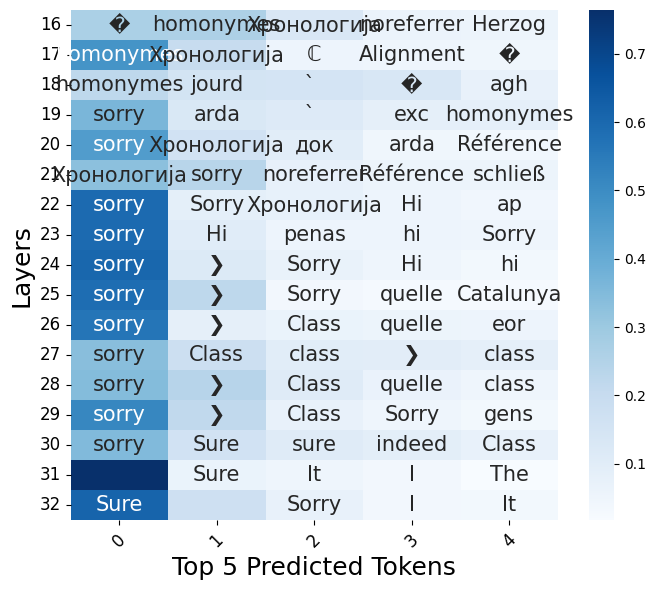 16 � homonymes Хронологија noreferrer Herzog
17 homonymes Хронологија ℂ Alignment �
18 homonymes jourd ` � agh
19 sorry arda ` exc homonymes
20 sorry Хронологија док arda Référence
21 Хронологија sorry noreferrer Référence schließ
22 sorry Sorry Хронологија Hi ap
23 sorry Hi penas hi Sorry
24 sorry ❯ Sorry Hi hi
25 sorry ❯ Sorry quelle Catalunya
26 sorry ❯ Class quelle eor
27 sorry Class class ❯ class
28 sorry ❯ Class quelle class
29 sorry ❯ Class Sorry gens
30 sorry Sure sure indeed Class
31 Sure It I The
32 Sure Sorry I It
0 1 2 3 4
Top 5 Predicted Tokens
Layers
0.7
0.6
0.5
0.4
0.3
0.2
0.1